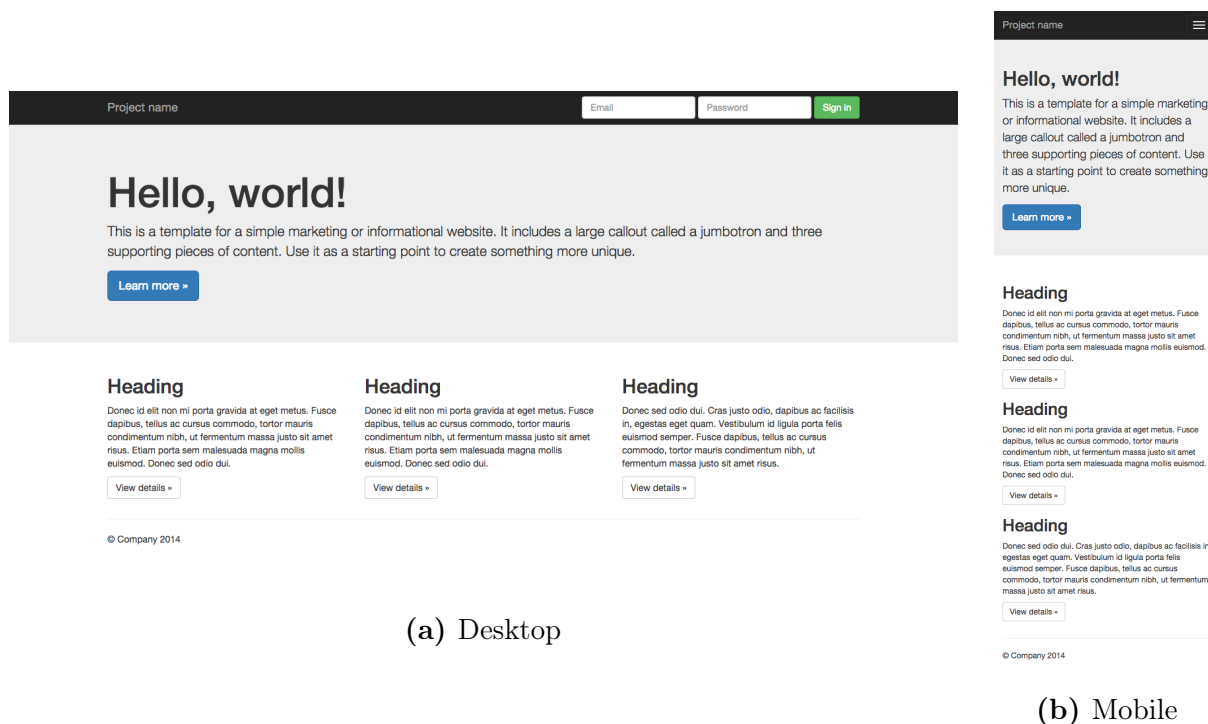 Project name
Email
Password
Sign in
Hello, world!
This is a template for a simple marketing or informational website. It includes a large callout called a jumbotron and three
supporting pieces of content. Use it as a starting point to create something more unique.
Learn more »
Heading
Donec id elit non mi porta gravida at eget metus. Fusce
dapibus, tellus ac cursus commodo, tortor mauris
condimentum nibh, ut fermentum massa justo sit amet
risus. Etiam porta sem malesuada magna mollis
euismod. Donec sed odio dui.
View details »
Heading
Donec id elit non mi porta gravida at eget metus. Fusce
dapibus, tellus ac cursus commodo, tortor mauris
condimentum nibh, ut fermentum massa justo sit amet
risus. Etiam porta sem malesuada magna mollis
euismod. Donec sed odio dui.
View details »
Heading
Donec sed odio dui. Cras justo odio, dapibus ac facilisis
in, egestas eget quam. Vestibulum id ligula porta felis
euismod semper. Fusce dapibus, tellus ac cursus
commodo, tortor mauris condimentum nibh, ut
fermentum massa justo sit amet risus.
View details »
© Company 2014
(a) Desktop
Project name
Hello, world!
This is a template for a simple marketing
or informational website. It includes a
large callout called a jumbotron and
three supporting pieces of content. Use
it as a starting point to create something
more unique.
Learn more »
Heading
Donec id elit non mi porta gravida at eget metus. Fusce
dapibus, tellus ac cursus commodo, tortor mauris
condimentum nibh, ut fermentum massa justo sit amet
risus. Etiam porta sem malesuada magna mollis euismod.
Donec sed odio dui.
View details »
Heading
Donec id elit non mi porta gravida at eget metus. Fusce
dapibus, tellus ac cursus commodo, tortor mauris
condimentum nibh, ut fermentum massa justo sit amet
risus. Etiam porta sem malesuada magna mollis euismod.
Donec sed odio dui.
View details »
Heading
Donec sed odio dui. Cras justo odio, dapibus ac facilisis in,
egestas eget quam. Vestibulum id ligula porta felis
euismod semper. Fusce dapibus, tellus ac cursus
commodo, tortor mauris condimentum nibh, ut fermentum
massa justo sit amet risus.
View details »
© Company 2014
(b) Mobile